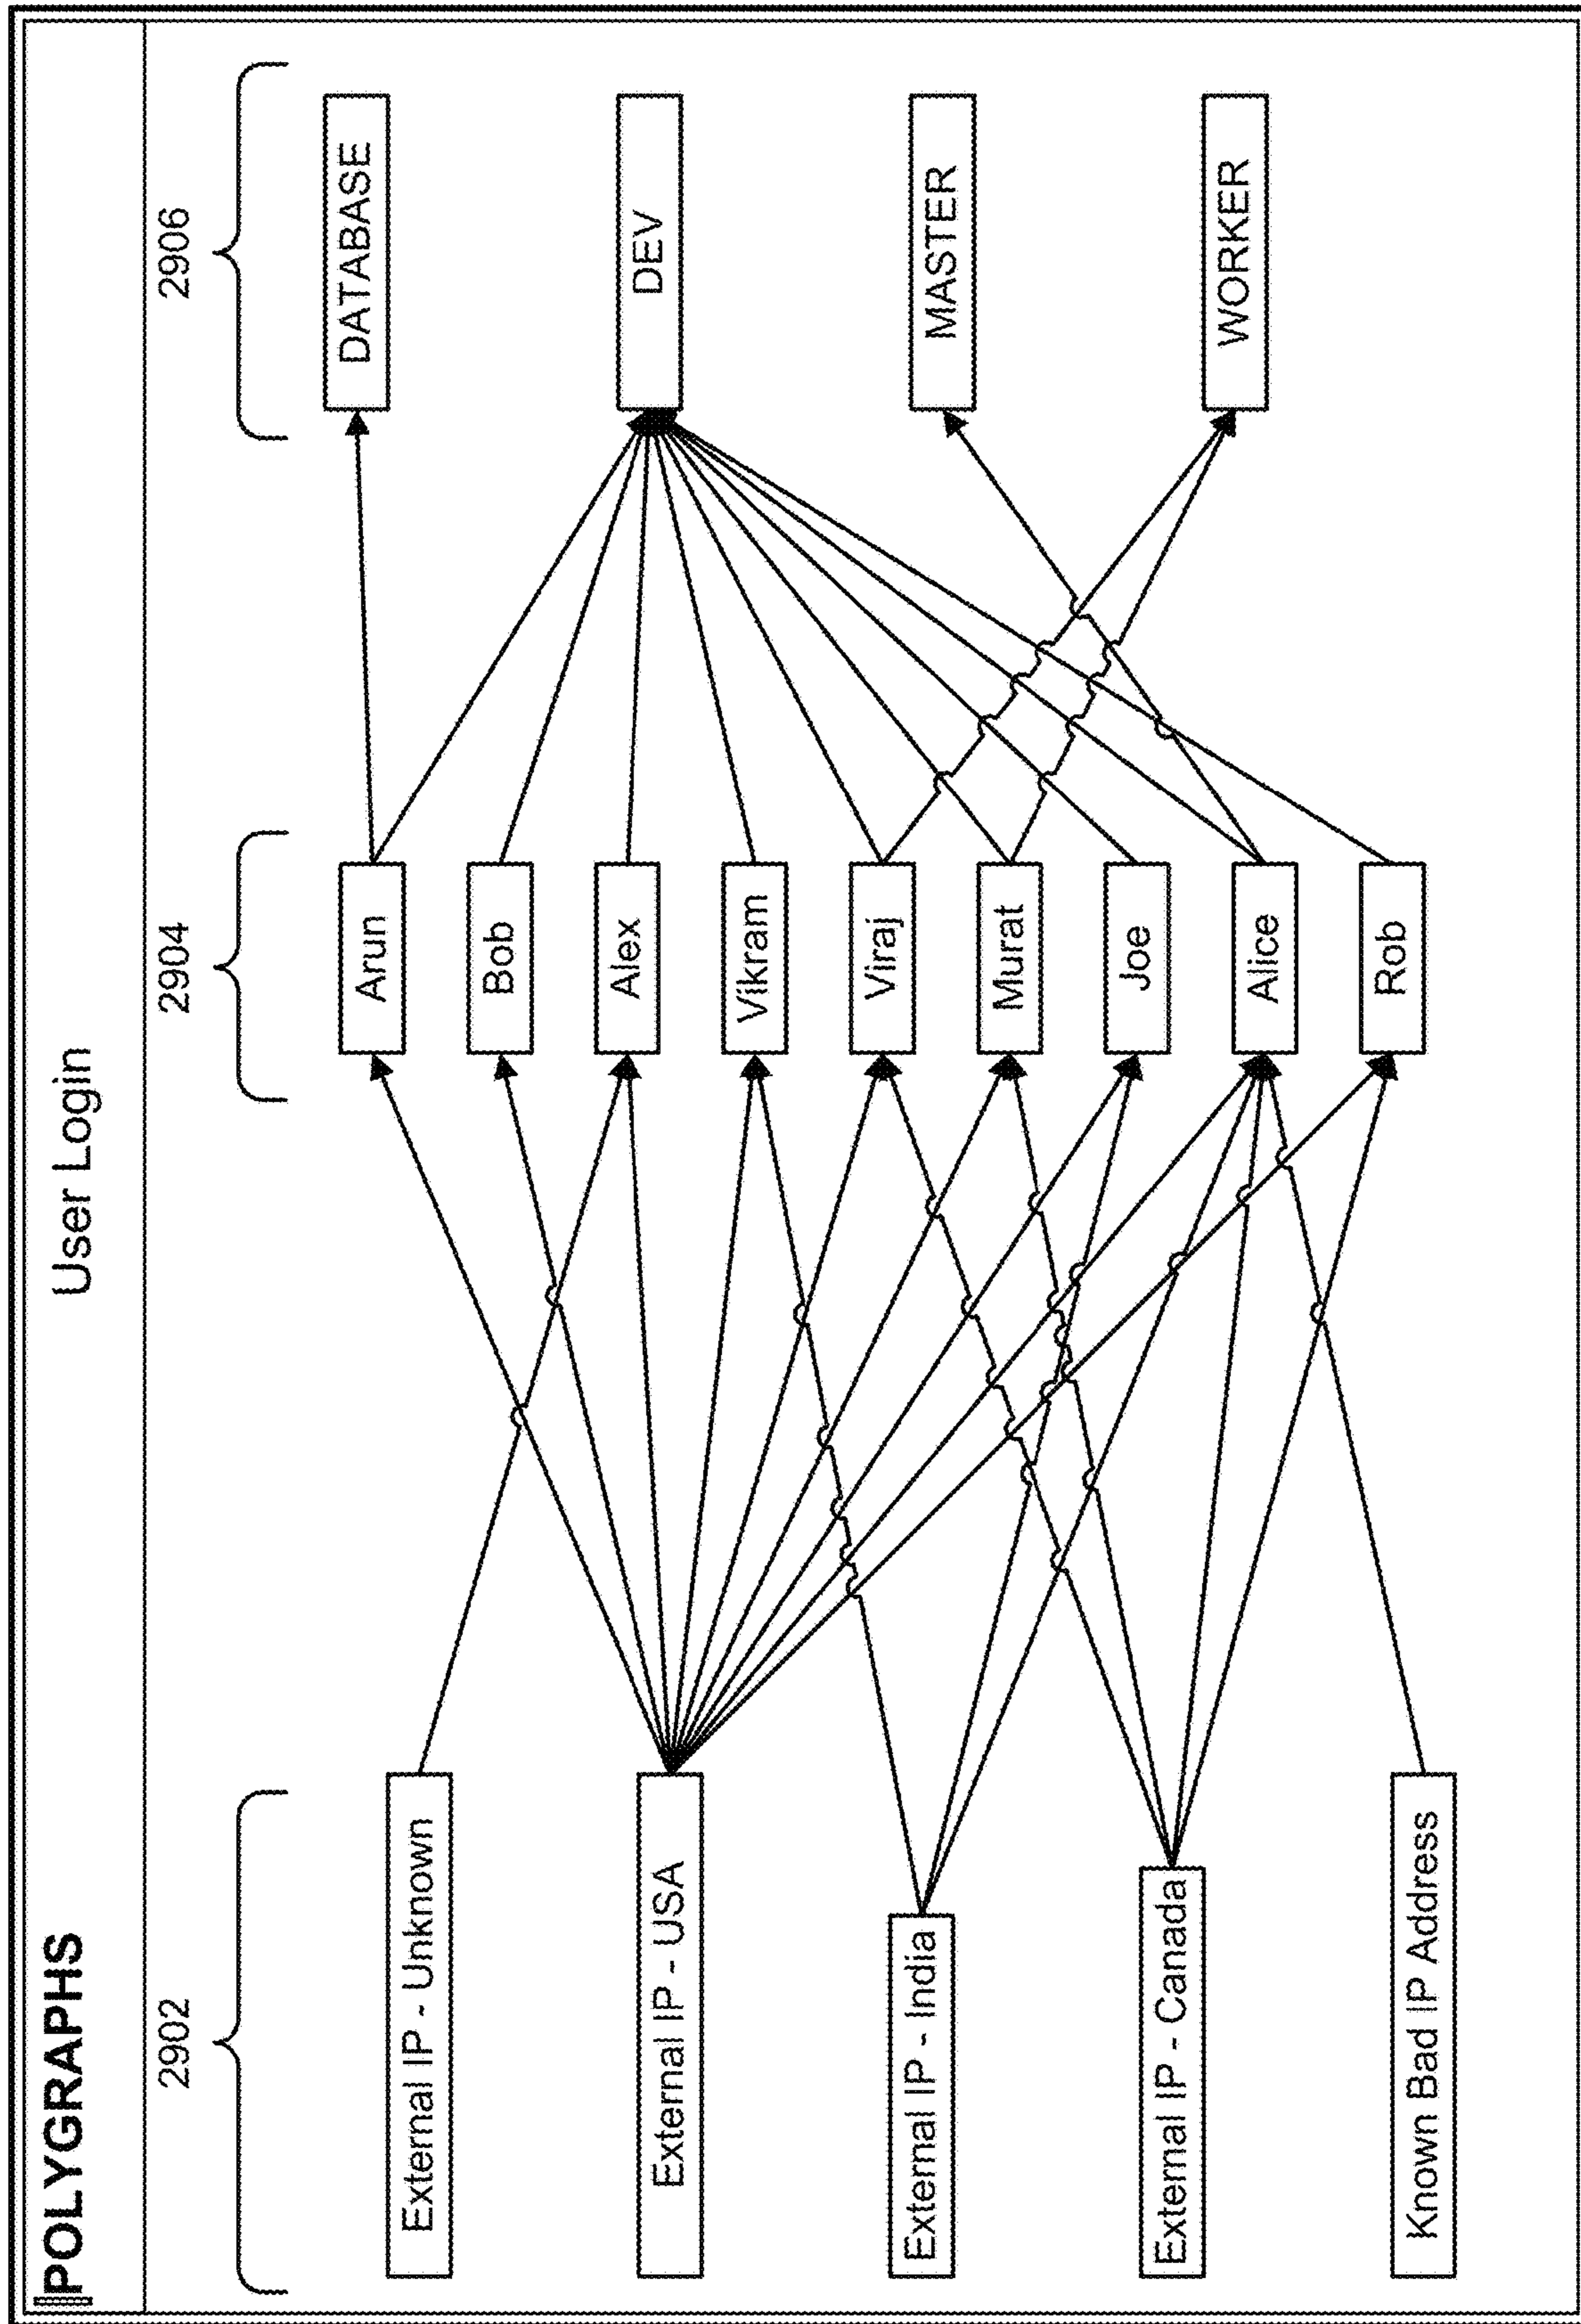 POLYGRAPHS
User Login
2902
2904
2906
External IP - Unknown
External IP - USA
External IP - India
External IP - Canada
Known Bad IP Address
Arun
Bob
Alex
Vikram
Viraj
Murat
Joe
Alice
Rob
DATABASE
DEV
MASTER
WORKER